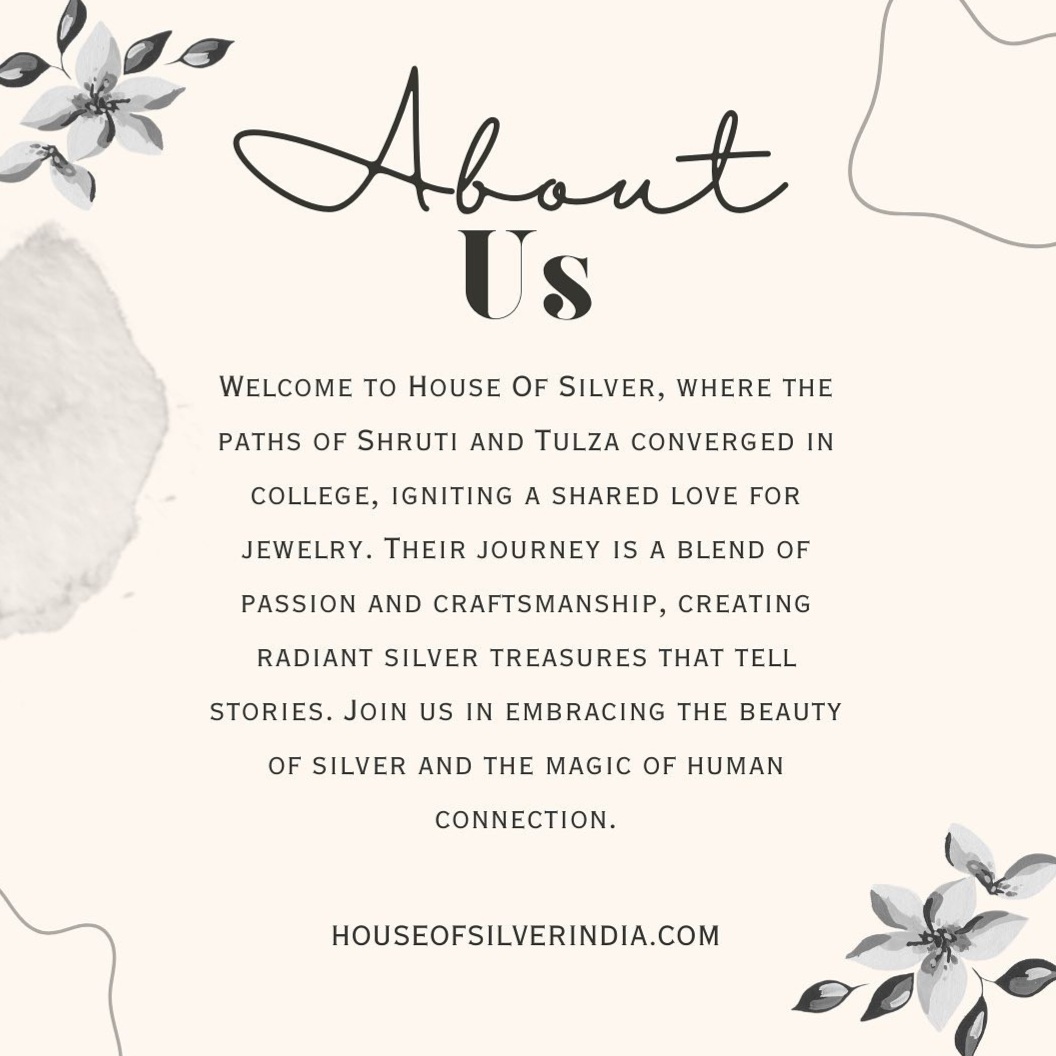 About
Us
Welcome to House Of Silver, where the
paths of Shruti and Tulza converged in
college, igniting a shared love for
jewelry. Their journey is a blend of
passion and craftsmanship, creating
radiant silver treasures that tell
stories. Join us in embracing the beauty
of silver and the magic of human
connection.
HOUSEOFSILVERINDIA.COM